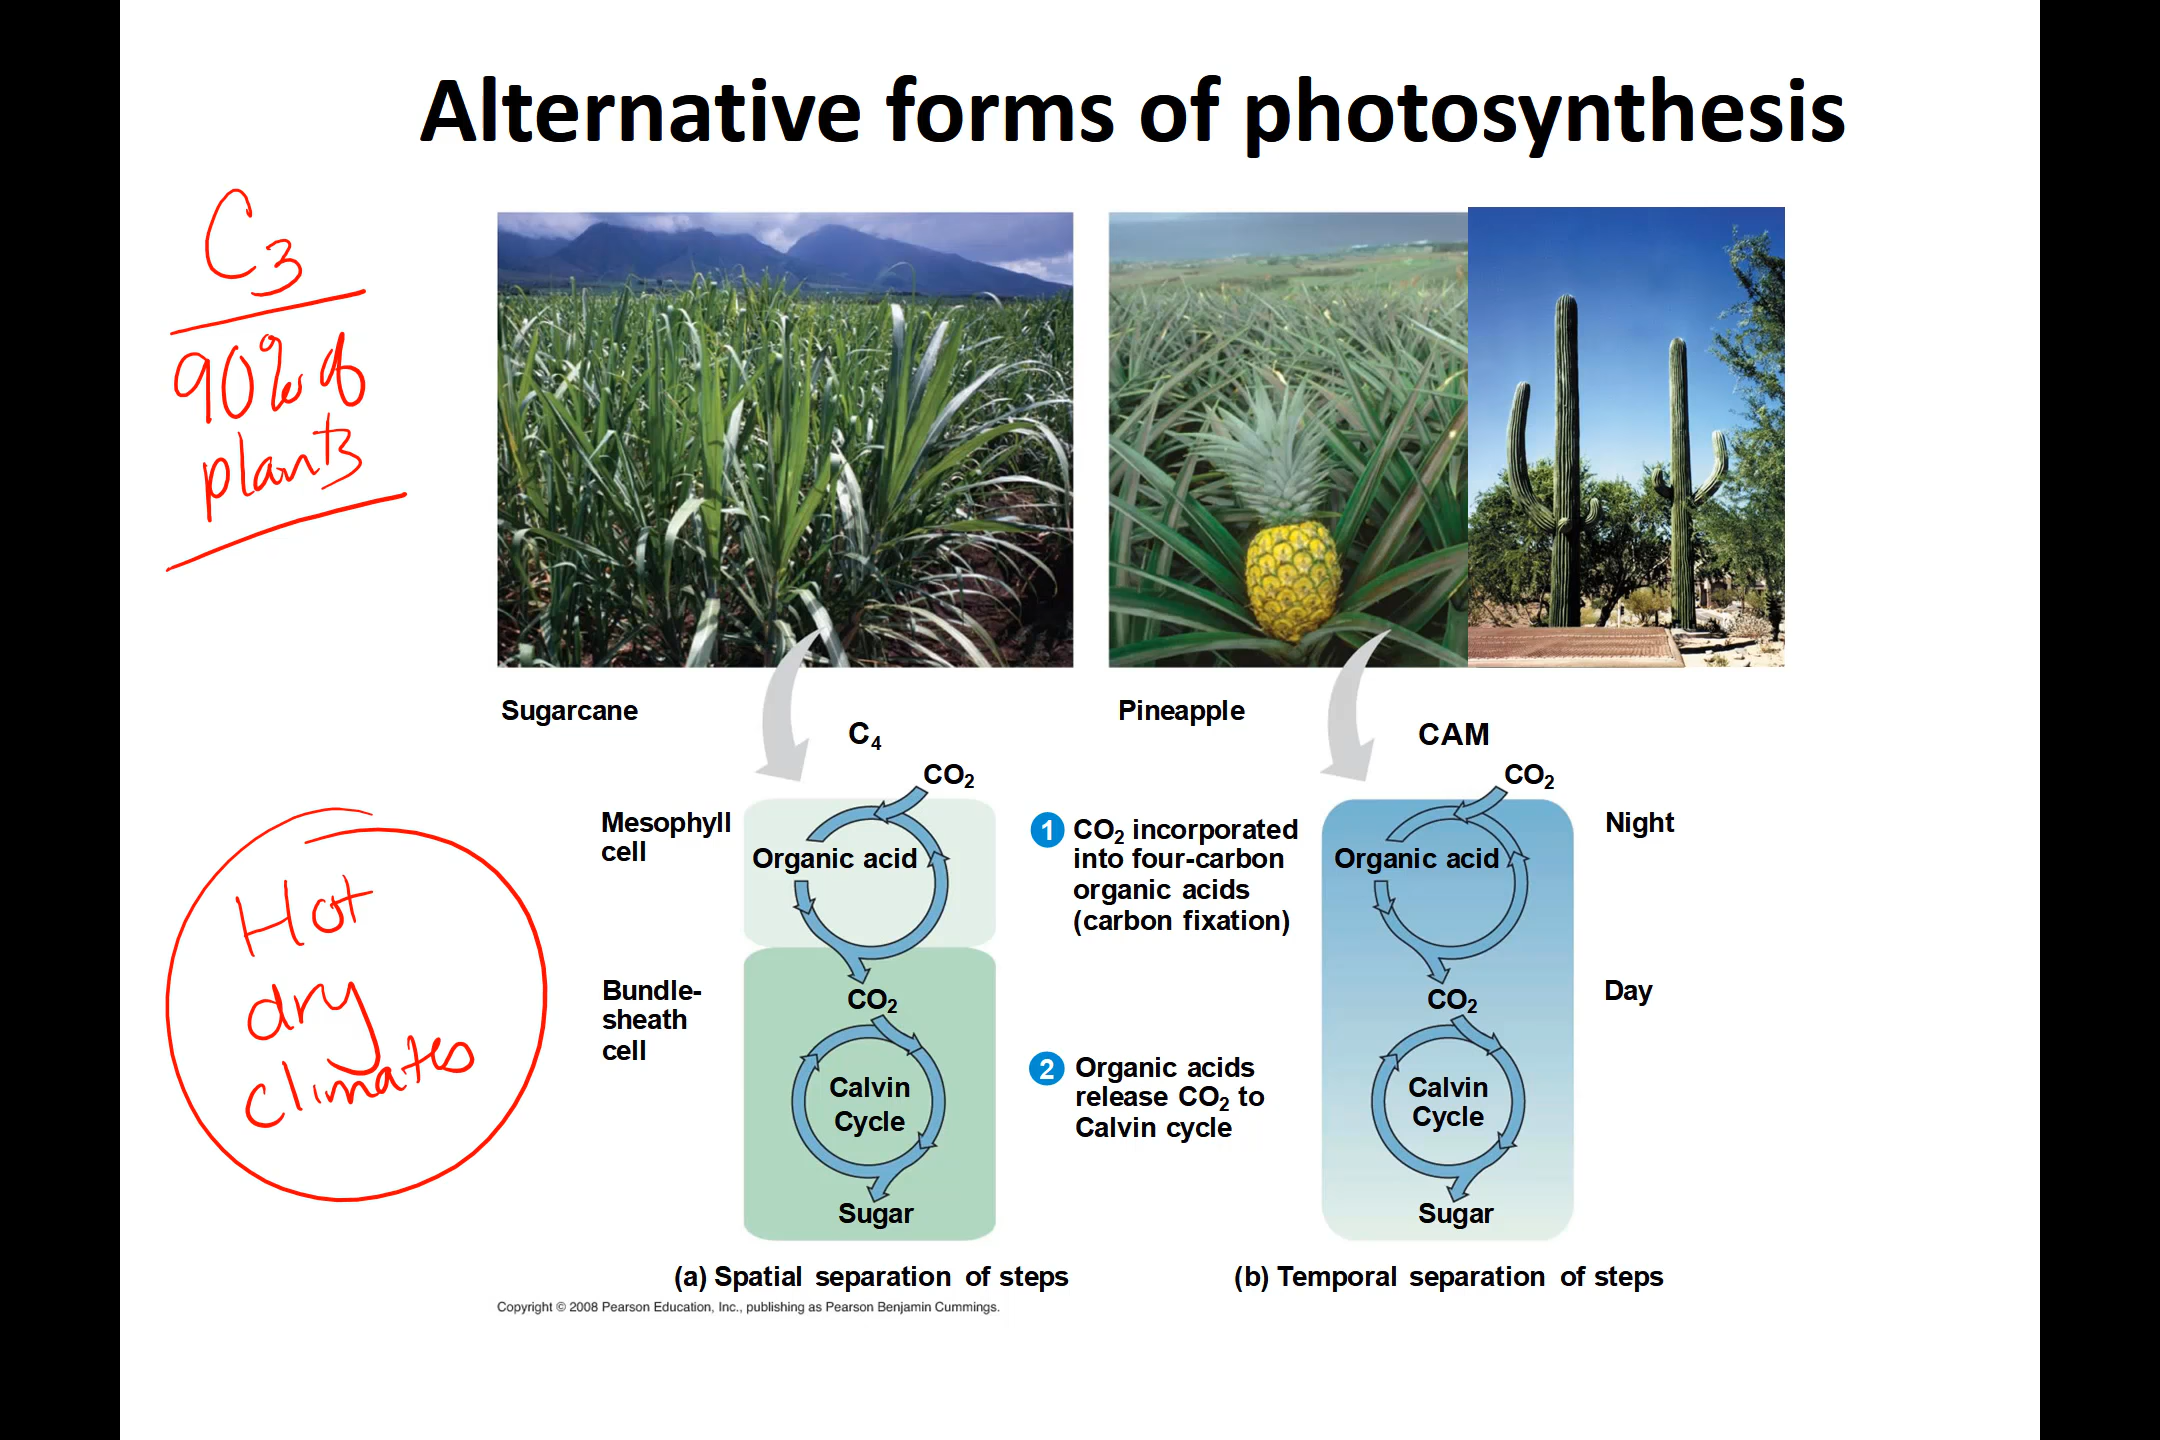 Alternative forms of photosynthesis
C3
90% of
plants
Sugarcane
Pineapple
C4
CAM
CO2
CO2
Mesophyll
cell
Organic acid
1 CO2 incorporated
into four-carbon
organic acids
(carbon fixation)
Organic acid
Night
Hot
dry
climates
Bundle-
sheath
cell
CO2
CO2
Day
Calvin
Cycle
2 Organic acids
release CO2 to
Calvin cycle
Calvin
Cycle
Sugar
Sugar
(a) Spatial separation of steps
(b) Temporal separation of steps
Copyright © 2008 Pearson Education, Inc., publishing as Pearson Benjamin Cummings.